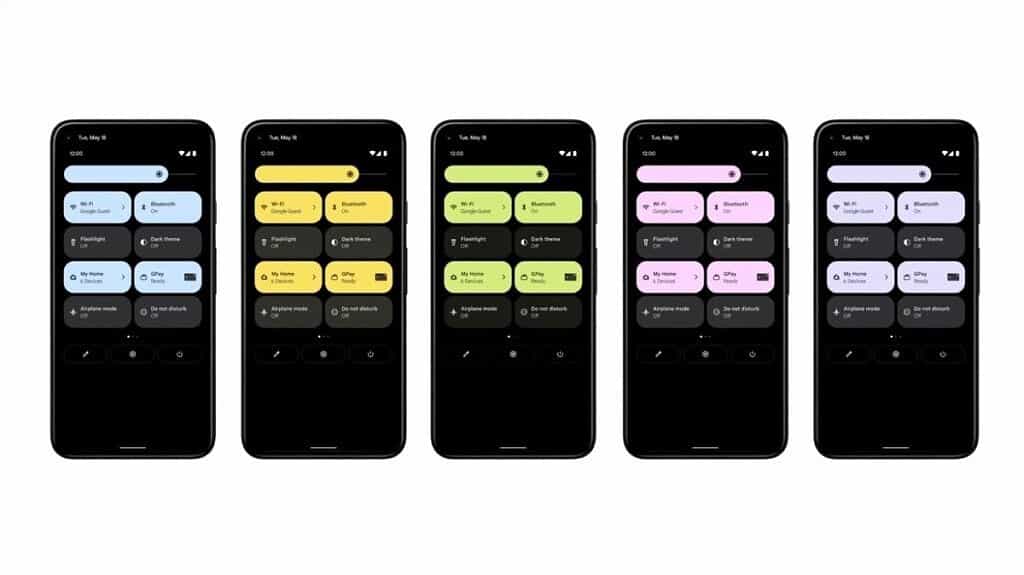 Tue, May 18
12:00
Wi-Fi
Google Guest
Bluetooth
On
Flashlight
Off
Dark theme
Off
My Home
6 Devices
GPay
Ready
Airplane mode
Off
Do not disturb
Off
Tue, May 18
12:00
Wi-Fi
Google Guest
Bluetooth
On
Flashlight
Off
Dark theme
Off
My Home
6 Devices
GPay
Ready
Airplane mode
Off
Do not disturb
Off
Tue, May 18
12:00
Wi-Fi
Google Guest
Bluetooth
On
Flashlight
Off
Dark theme
Off
My Home
6 Devices
GPay
Ready
Airplane mode
Off
Do not disturb
Off
Tue, May 18
12:00
Wi-Fi
Google Guest
Bluetooth
On
Flashlight
Off
Dark theme
Off
My Home
6 Devices
GPay
Ready
Airplane mode
Off
Do not disturb
Off
Tue, May 18
12:00
Wi-Fi
Google Guest
Bluetooth
On
Flashlight
Off
Dark theme
Off
My Home
6 Devices
GPay
Ready
Airplane mode
Off
Do not disturb
Off